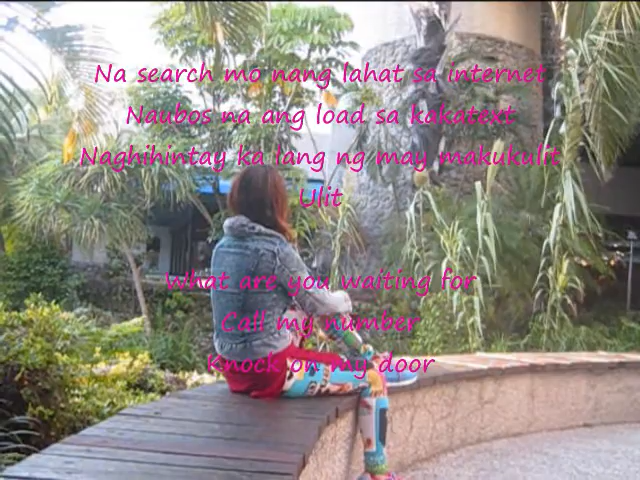 Na search mo nang lahat sa internet
Naubos na ang load sa kakatext
Naghihintay ka lang ng may makukulit
Ulit
What are you waiting for
Call my number
Knock on my door